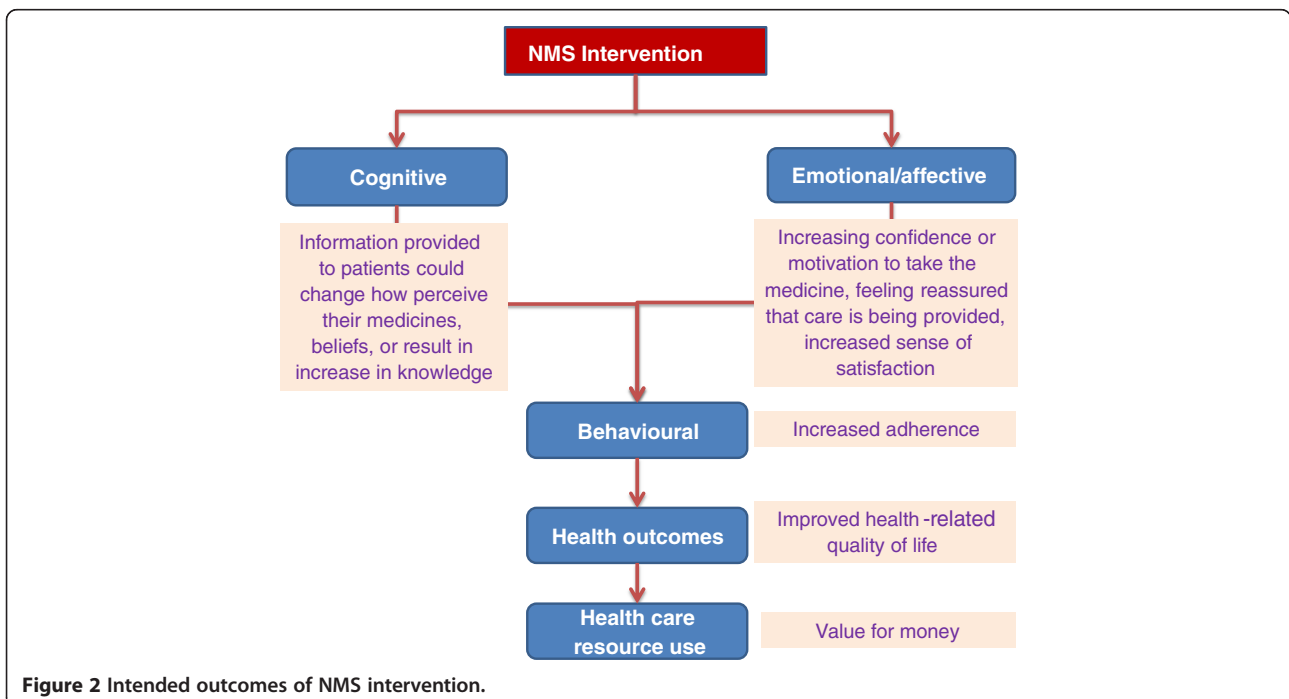 NMS Intervention
Cognitive
Emotional/affective
Information provided
to patients could
change how perceive
their medicines,
beliefs, or result in
increase in knowledge
Increasing confidence or
motivation to take the
medicine, feeling reassured
that care is being provided,
increased sense of
satisfaction
Behavioural
Increased adherence
Health outcomes
Improved health-related
quality of life
Health care
resource use
Value for money
Figure 2 Intended outcomes of NMS intervention.